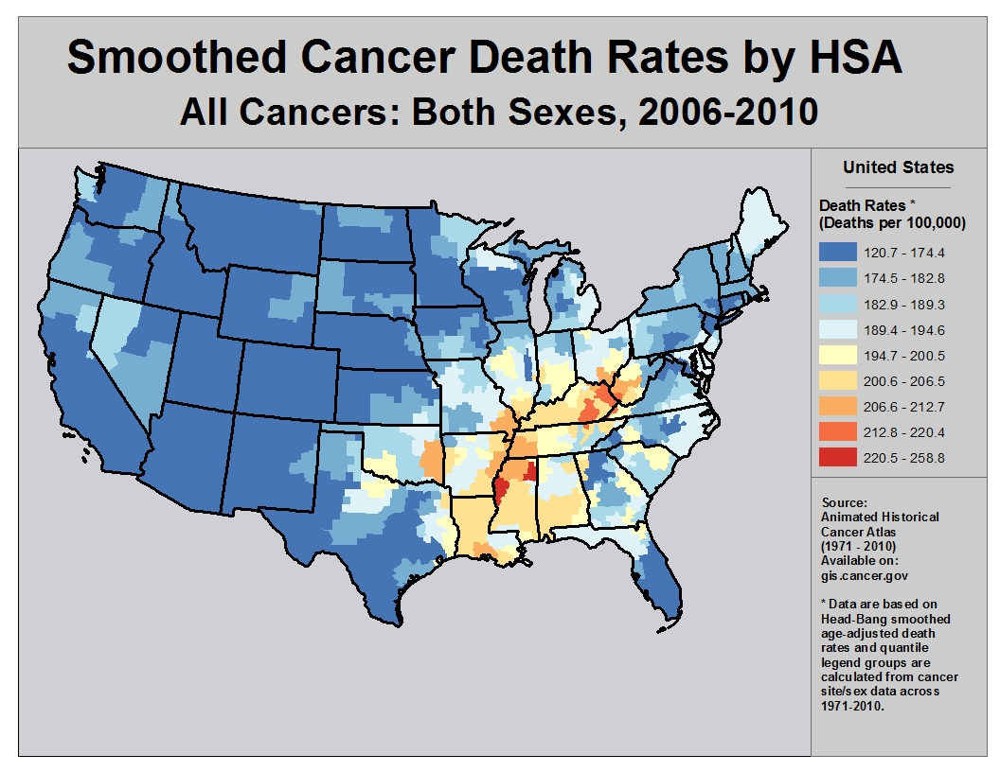 Smoothed Cancer Death Rates by HSA
All Cancers: Both Sexes, 2006-2010
United States
Death Rates *
(Deaths per 100,000)
120.7 - 174.4
174.5 - 182.8
182.9 - 189.3
189.4 - 194.6
194.7 - 200.5
200.6 - 206.5
206.6 - 212.7
212.8 - 220.4
220.5 - 258.8
Source:
Animated Historical
Cancer Atlas
(1971 - 2010)
Available on:
gis.cancer.gov
* Data are based on
Head-Bang smoothed
age-adjusted death
rates and quantile
legend groups are
calculated from cancer
site/sex data across
1971-2010.